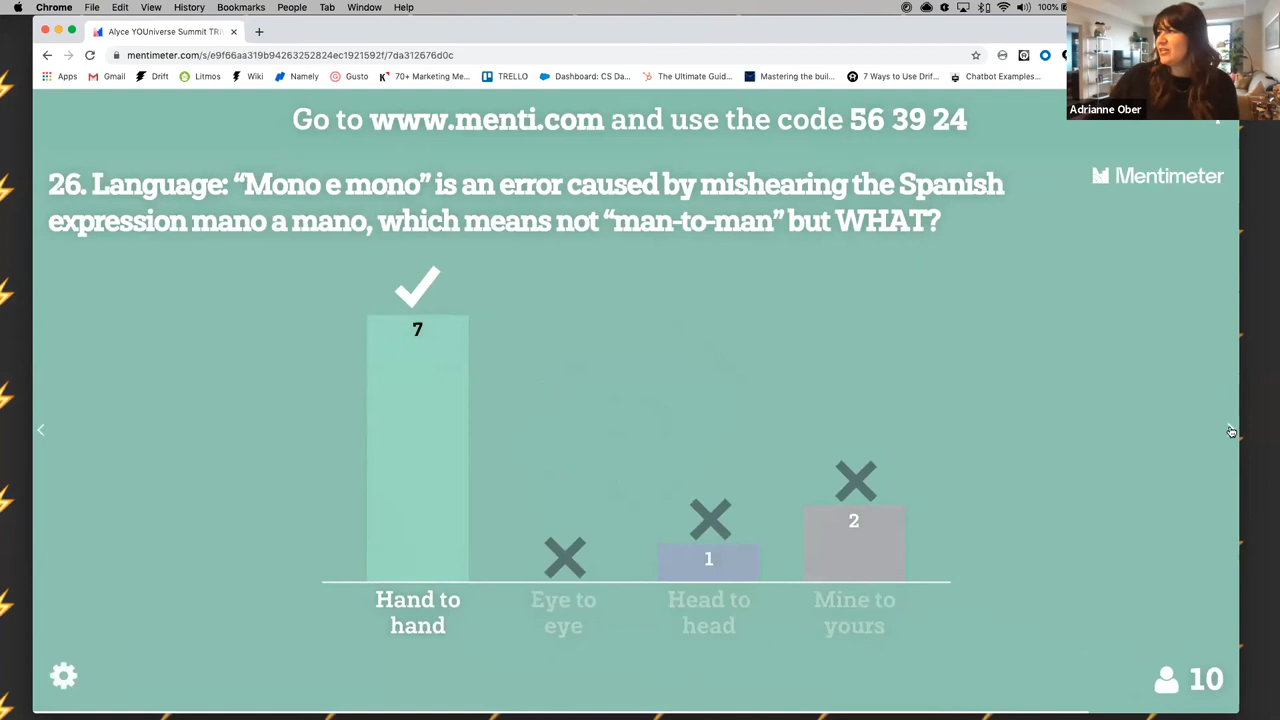 Chrome File Edit View History Bookmarks People Tab Window Help 100%
Alyce YOUniverse Summit TRI
mentimeter.com/s/e9f66aa319b94263252824ec1921592f/7da312676d0c
Apps Gmail Drift Litmos Wiki Namely Gusto 70+ Marketing Me... TRELLO Dashboard: CS Da... The Ultimate Guid... Mastering the buil... 7 Ways to Use Drif... Chatbot Examples...
Adrianne Ober
Go to www.menti.com and use the code 56 39 24
Mentimeter
26. Language: “Mono e mono” is an error caused by mishearing the Spanish
expression mano a mano, which means not “man-to-man” but WHAT?
7
1
2
Hand to
hand
Eye to
eye
Head to
head
Mine to
yours
10